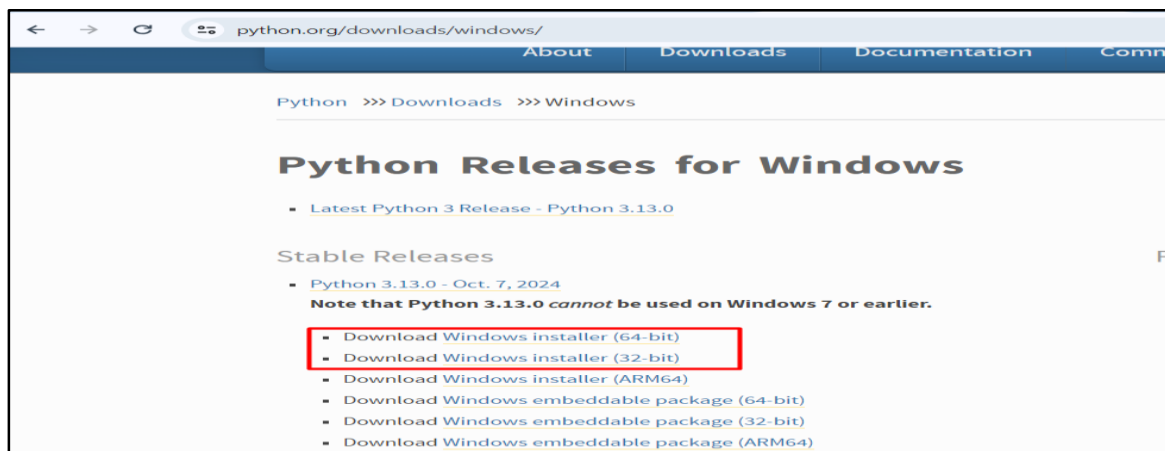 python.org/downloads/windows/
About Downloads Documentation Comm
Python >>> Downloads >>> Windows
Python Releases for Windows
Latest Python 3 Release - Python 3.13.0
Stable Releases
Python 3.13.0 - Oct. 7, 2024
Note that Python 3.13.0 cannot be used on Windows 7 or earlier.
Download Windows installer (64-bit)
Download Windows installer (32-bit)
Download Windows installer (ARM64)
Download Windows embeddable package (64-bit)
Download Windows embeddable package (32-bit)
Download Windows embeddable package (ARM64)